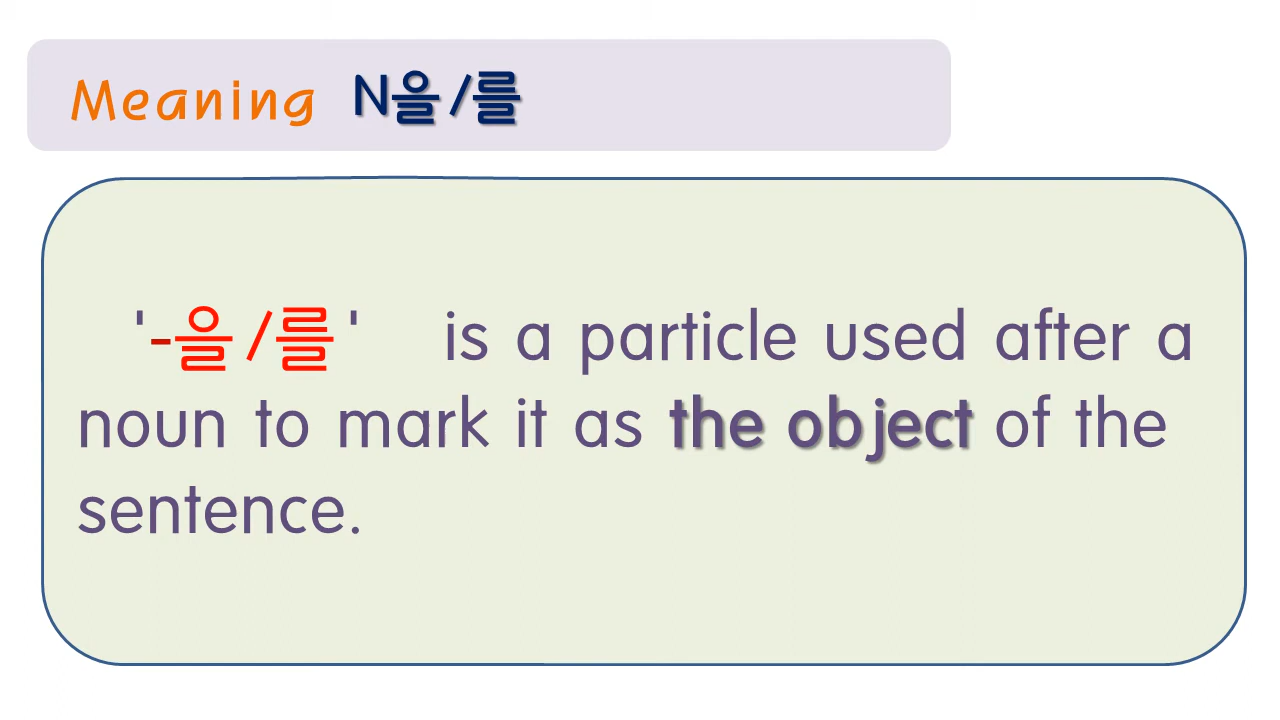 Meaning N을/를
'-을/를' is a particle used after a
noun to mark it as the object of the
sentence.